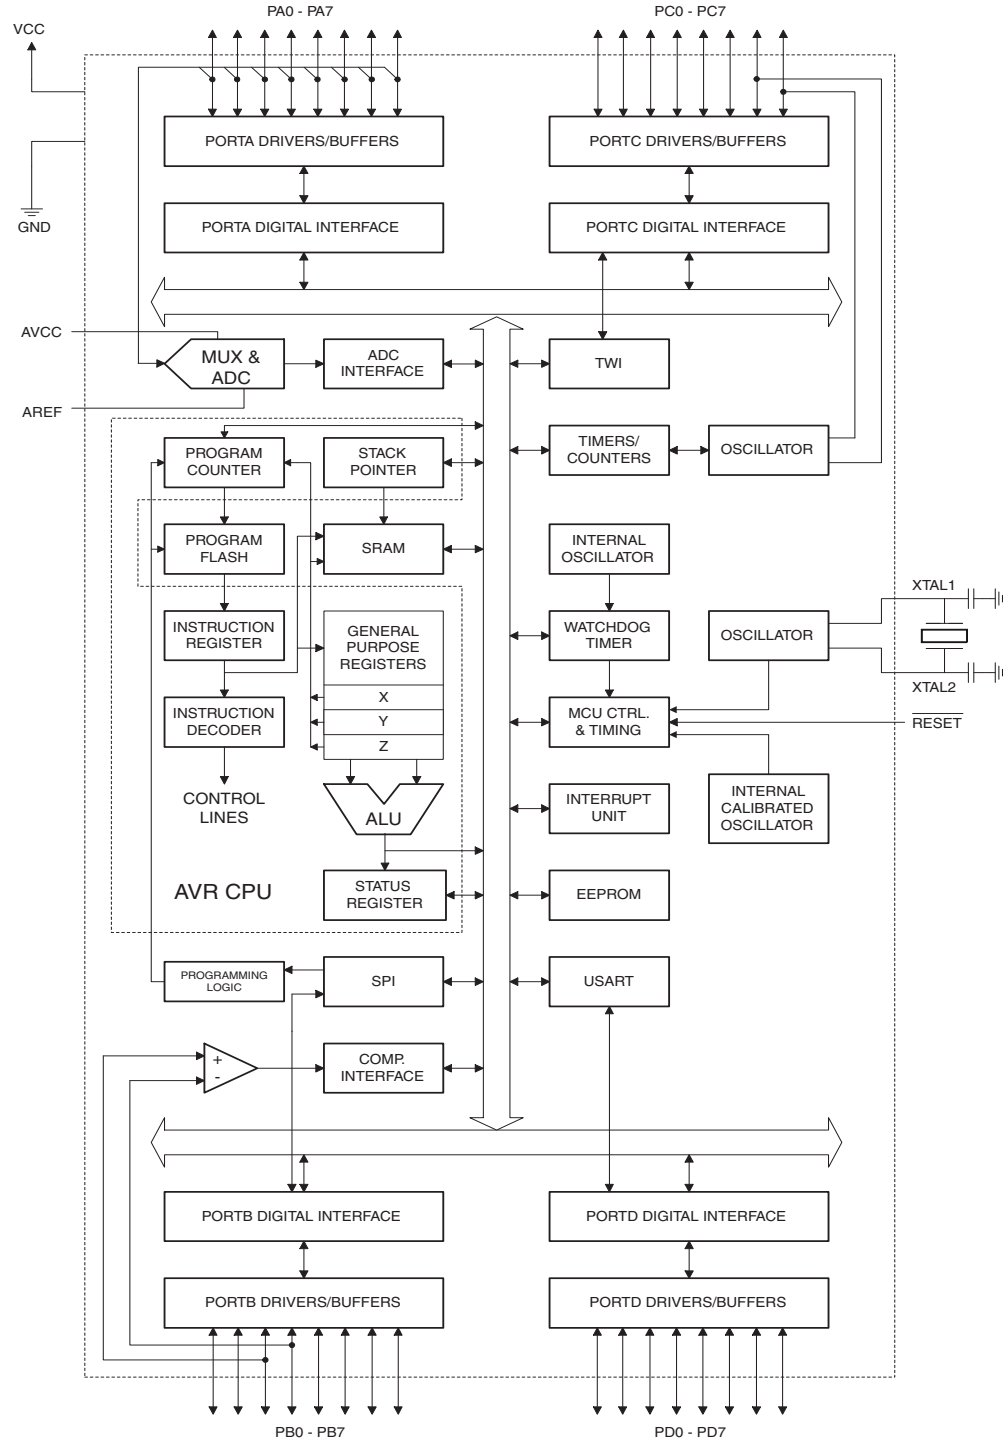 PA0 - PA7
PC0 - PC7
VCC
PORTA DRIVERS/BUFFERS
PORTC DRIVERS/BUFFERS
GND
PORTA DIGITAL INTERFACE
PORTC DIGITAL INTERFACE
AVCC
MUX &
ADC
ADC
INTERFACE
TWI
AREF
PROGRAM
COUNTER
STACK
POINTER
TIMERS/
COUNTERS
OSCILLATOR
PROGRAM
FLASH
SRAM
INTERNAL
OSCILLATOR
XTAL1
INSTRUCTION
REGISTER
GENERAL
PURPOSE
REGISTERS
WATCHDOG
TIMER
OSCILLATOR
XTAL2
X
Y
Z
INSTRUCTION
DECODER
MCU CTRL.
& TIMING
RESET
CONTROL
LINES
ALU
INTERRUPT
UNIT
INTERNAL
CALIBRATED
OSCILLATOR
AVR CPU
STATUS
REGISTER
EEPROM
PROGRAMMING
LOGIC
SPI
USART
+
-
COMP.
INTERFACE
PORTB DIGITAL INTERFACE
PORTD DIGITAL INTERFACE
PORTB DRIVERS/BUFFERS
PORTD DRIVERS/BUFFERS
PB0 - PB7
PD0 - PD7